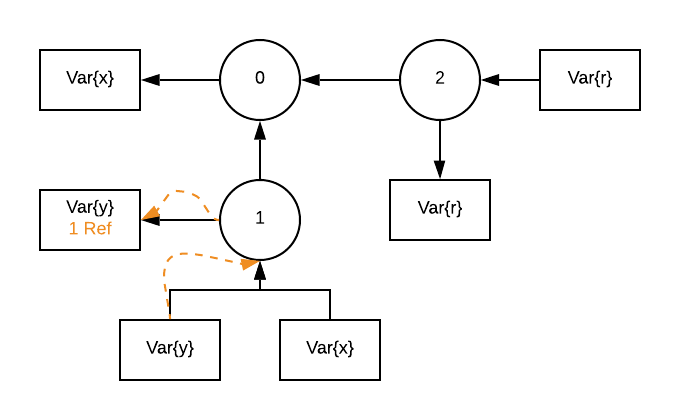 Var{x}
0
2
Var{r}
Var{y}
1 Ref
1
Var{r}
Var{y}
Var{x}